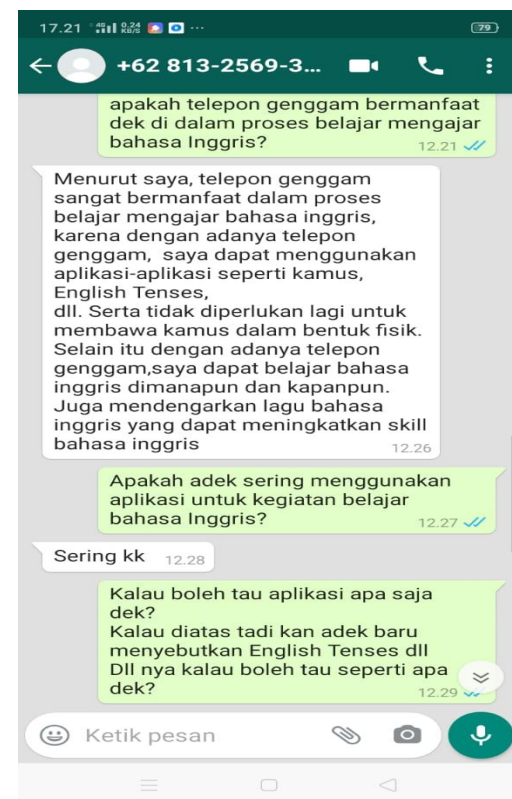 17.21 4G 0,24 KB/S ... 79
+62 813-2569-3...
apakah telepon genggam bermanfaat
dek di dalam proses belajar mengajar
bahasa Inggris?
12.21
Menurut saya, telepon genggam
sangat bermanfaat dalam proses
belajar mengajar bahasa inggris,
karena dengan adanya telepon
genggam, saya dapat menggunakan
aplikasi-aplikasi seperti kamus,
English Tenses,
dll. Serta tidak diperlukan lagi untuk
membawa kamus dalam bentuk fisik.
Selain itu dengan adanya telepon
genggam,saya dapat belajar bahasa
inggris dimanapun dan kapanpun.
Juga mendengarkan lagu bahasa
inggris yang dapat meningkatkan skill
bahasa inggris
12.26
Apakah adek sering menggunakan
aplikasi untuk kegiatan belajar
bahasa Inggris?
12.27
Sering kk 12.28
Kalau boleh tau aplikasi apa saja
dek?
Kalau diatas tadi kan adek baru
menyebutkan English Tenses dll
Dll nya kalau boleh tau seperti apa
dek?
12.29
Ketik pesan